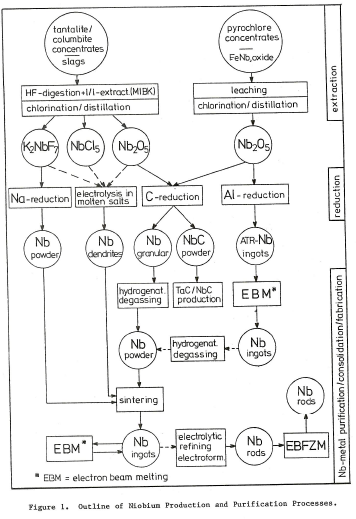 tantalite/
columbite
concentrates
slags
pyrochlore
concentrates
FeNb,oxide
HF-digestion+l/l-extract.(MIBK)
chlorination/distillation
leaching
chlorination/distillation
extraction
K₂NbF₇
NbCl₅
Nb₂O₅
Nb₂O₅
Na-reduction
electrolysis in
molten salts
C-reduction
Al-reduction
reduction
Nb
powder
Nb
dendrites
Nb
granular
NbC
powder
ATR-Nb
ingots
hydrogenat.
degassing
TaC/NbC
production
EBM*
Nb
powder
hydrogenat.
degassing
Nb
ingots
sintering
Nb
rods
EBM*
Nb
ingots
electrolytic
refining
electroform.
Nb
rods
EBFZM
Nb-metal purification/consolidation/fabrication
* EBM = electron beam melting
Figure 1. Outline of Niobium Production and Purification Processes.